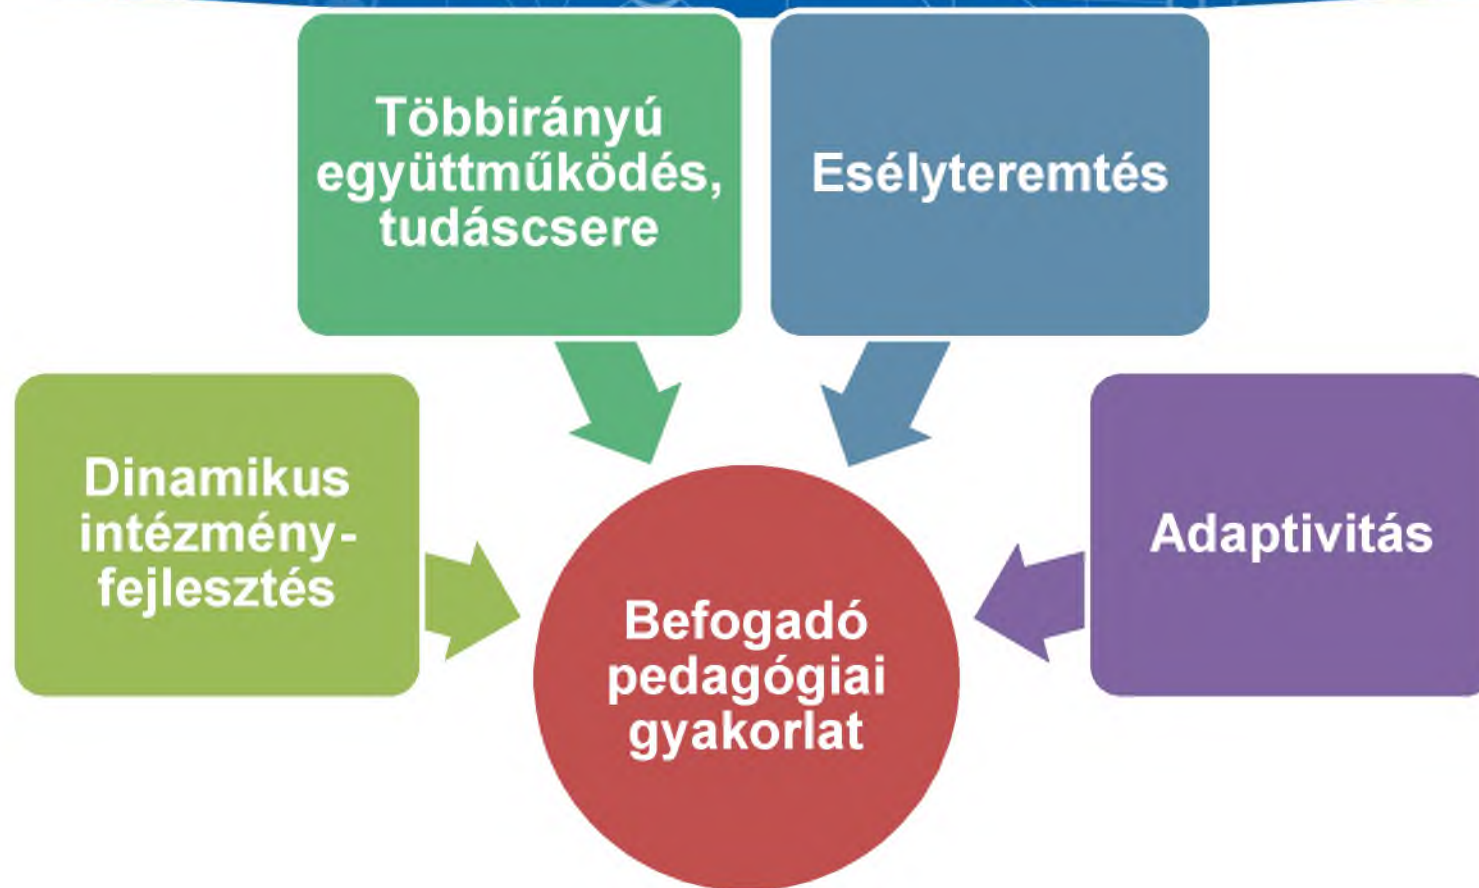 Többirányú
együttműködés,
tudáscsere
Esélyteremtés
Dinamikus
intézmény-
fejlesztés
Adaptivitás
Befogadó
pedagógiai
gyakorlat